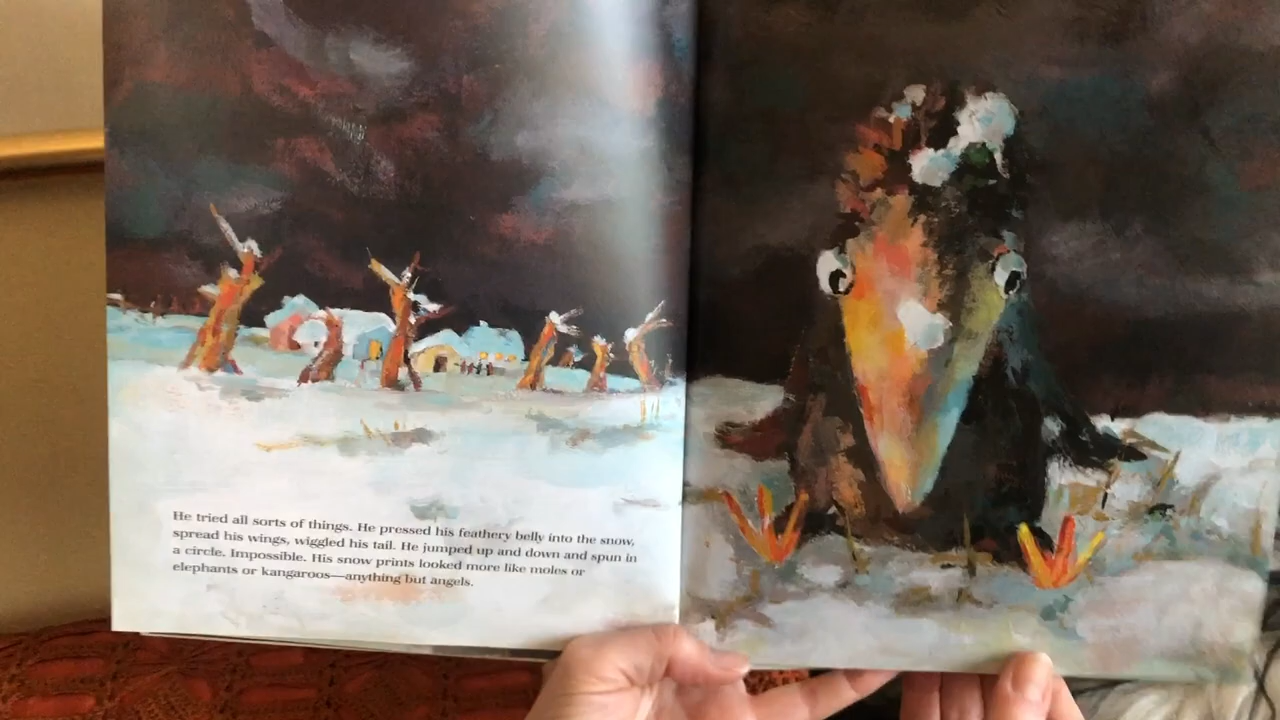 He tried all sorts of things. He pressed his feathery belly into the snow,
spread his wings, wiggled his tail. He jumped up and down and spun in
a circle. Impossible. His snow prints looked more like moles or
elephants or kangaroos—anything but angels.